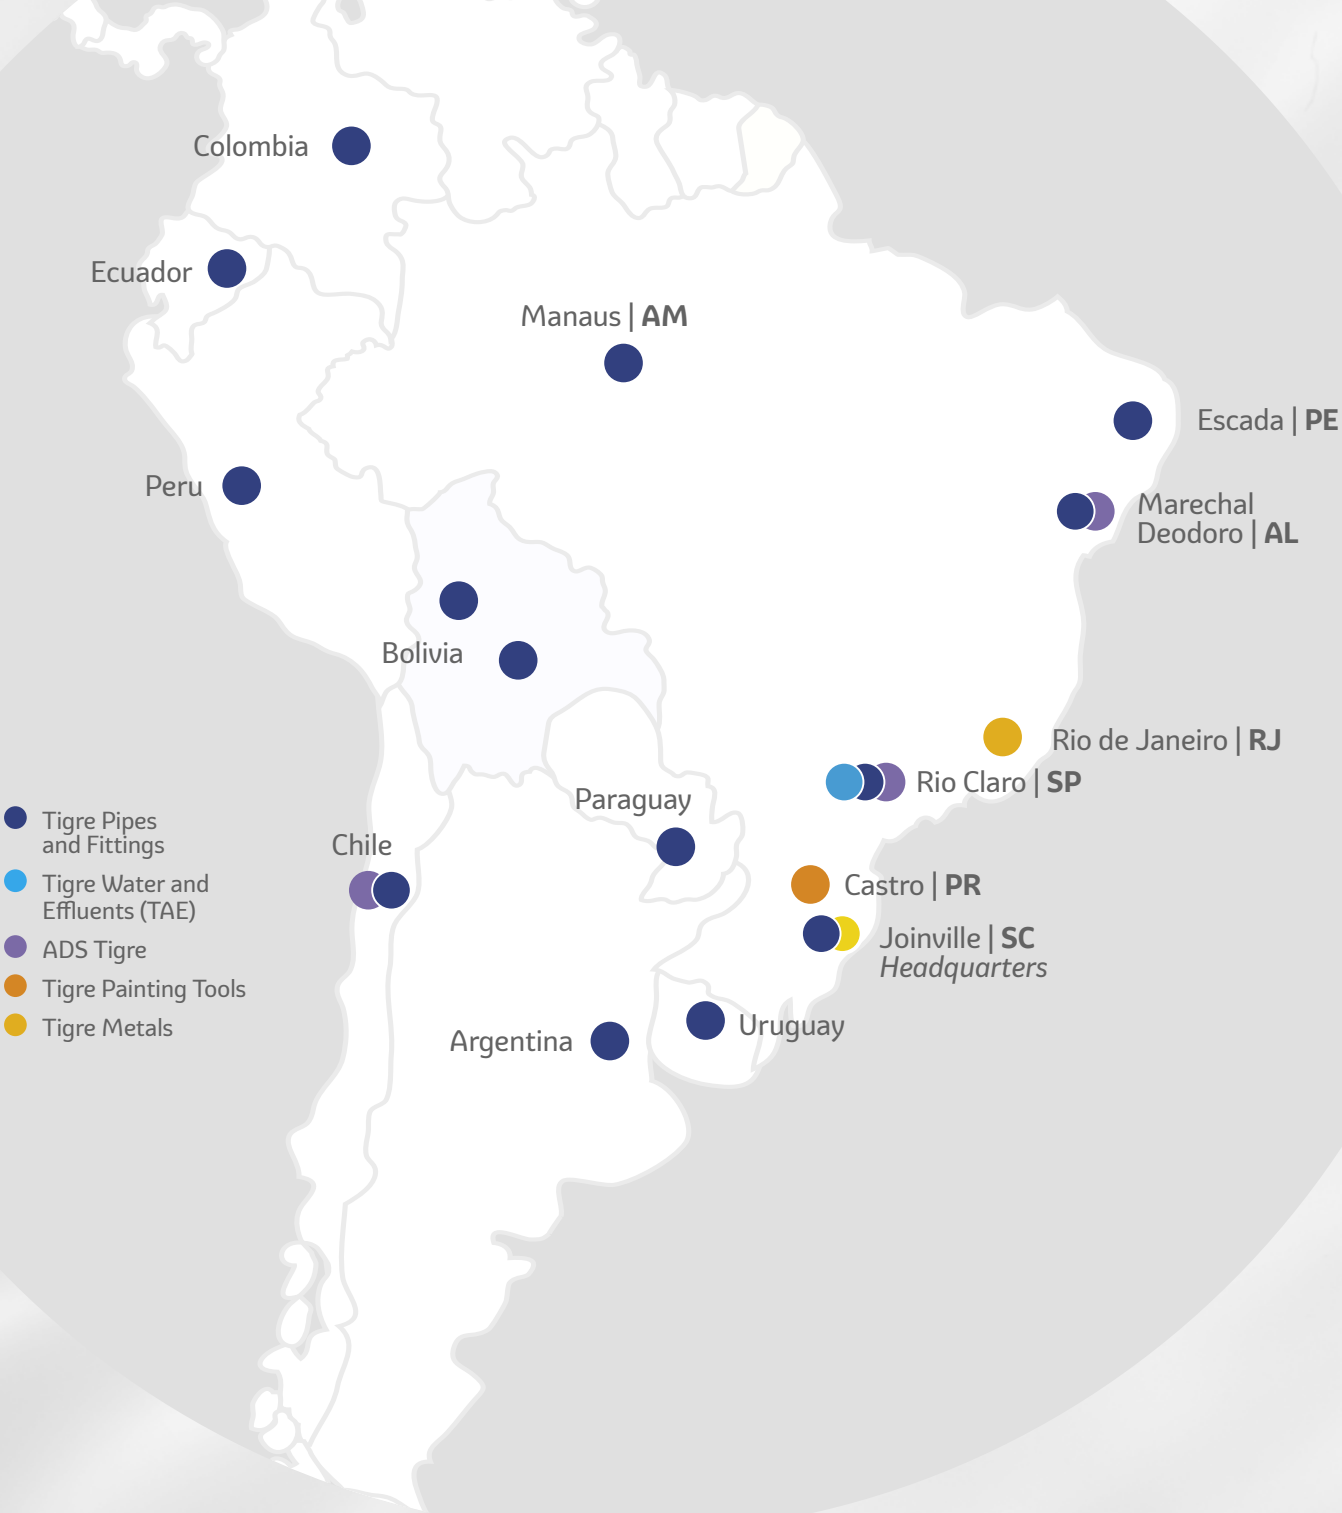 Colombia
Ecuador
Manaus | AM
Escada | PE
Peru
Marechal
Deodoro | AL
Bolivia
Rio de Janeiro | RJ
Rio Claro | SP
Paraguay
Chile
Castro | PR
Joinville | SC
Headquarters
Uruguay
Argentina
Tigre Pipes
and Fittings
Tigre Water and
Effluents (TAE)
ADS Tigre
Tigre Painting Tools
Tigre Metals